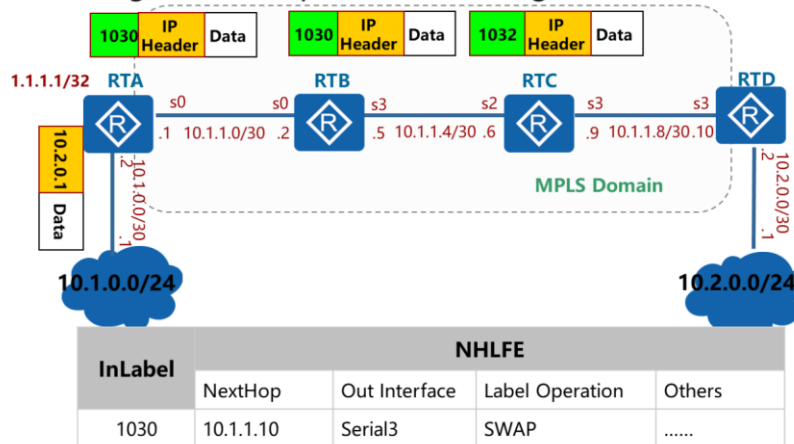 1030 IP Header Data
1030 IP Header Data
1032 IP Header Data
1.1.1.1/32 RTA RTB RTC RTD
s0 s0 s3 s2 s3 s3
.1 10.1.1.0/30 .2 .5 10.1.1.4/30 .6 .9 10.1.1.8/30 .10
10.2.0.1 Data
.2 10.1.0.0/30 .1
.2 10.2.0.0/30 .1
MPLS Domain
10.1.0.0/24 10.2.0.0/24
InLabel NHLFE
NextHop Out Interface Label Operation Others
1030 10.1.1.10 Serial3 SWAP ......